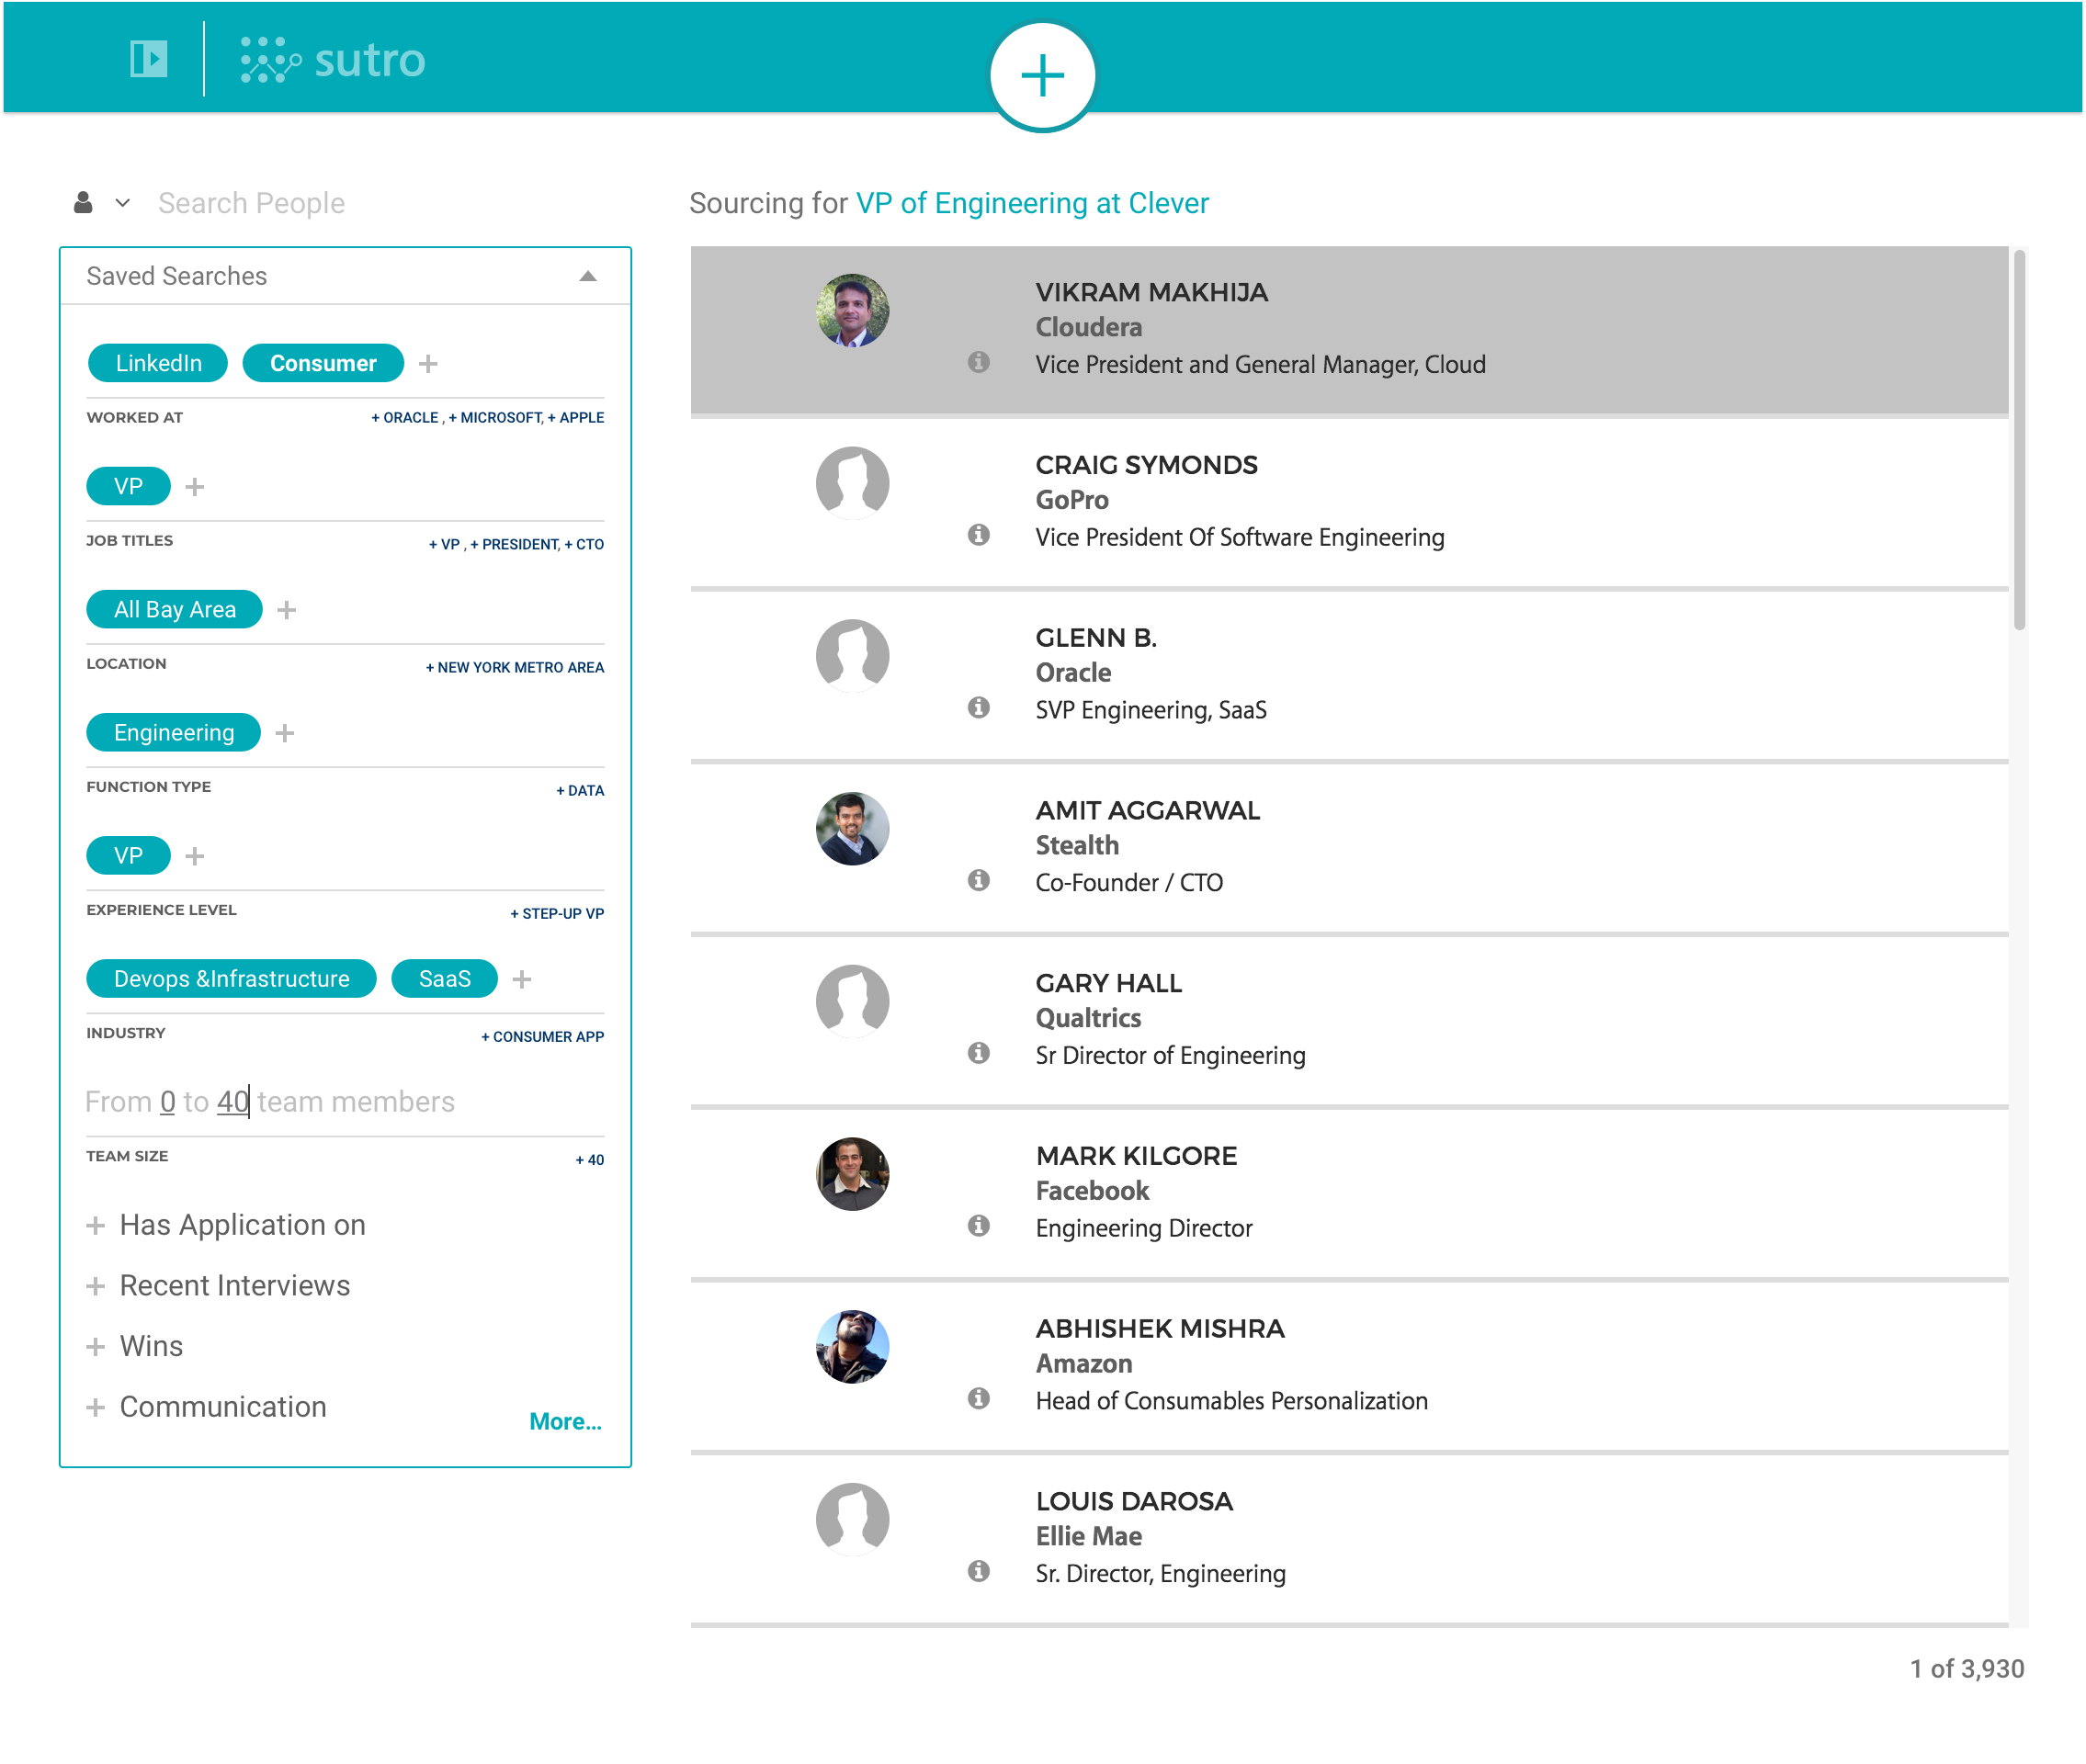 sutro
Search People
Saved Searches
LinkedIn Consumer +
WORKED AT + ORACLE , + MICROSOFT, + APPLE
VP +
JOB TITLES + VP , + PRESIDENT, + CTO
All Bay Area +
LOCATION + NEW YORK METRO AREA
Engineering +
FUNCTION TYPE + DATA
VP +
EXPERIENCE LEVEL + STEP-UP VP
Devops &Infrastructure SaaS +
INDUSTRY + CONSUMER APP
From 0 to 40 team members
TEAM SIZE + 40
+ Has Application on
+ Recent Interviews
+ Wins
+ Communication
More...
Sourcing for VP of Engineering at Clever
VIKRAM MAKHIJA
Cloudera
Vice President and General Manager, Cloud
CRAIG SYMONDS
GoPro
Vice President Of Software Engineering
GLENN B.
Oracle
SVP Engineering, SaaS
AMIT AGGARWAL
Stealth
Co-Founder / CTO
GARY HALL
Qualtrics
Sr Director of Engineering
MARK KILGORE
Facebook
Engineering Director
ABHISHEK MISHRA
Amazon
Head of Consumables Personalization
LOUIS DAROSA
Ellie Mae
Sr. Director, Engineering
1 of 3,930